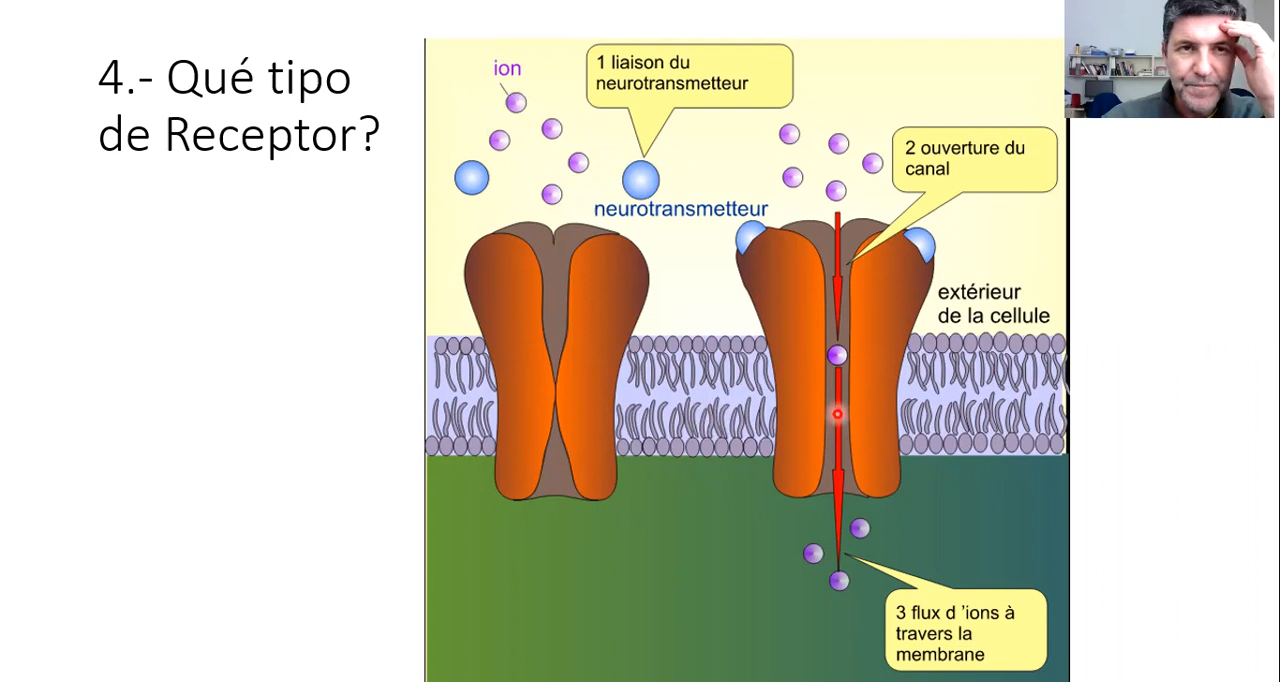 4.- Qué tipo
de Receptor?
ion
1 liaison du
neurotransmetteur
2 ouverture du
canal
neurotransmetteur
extérieur
de la cellule
3 flux d 'ions à
travers la
membrane